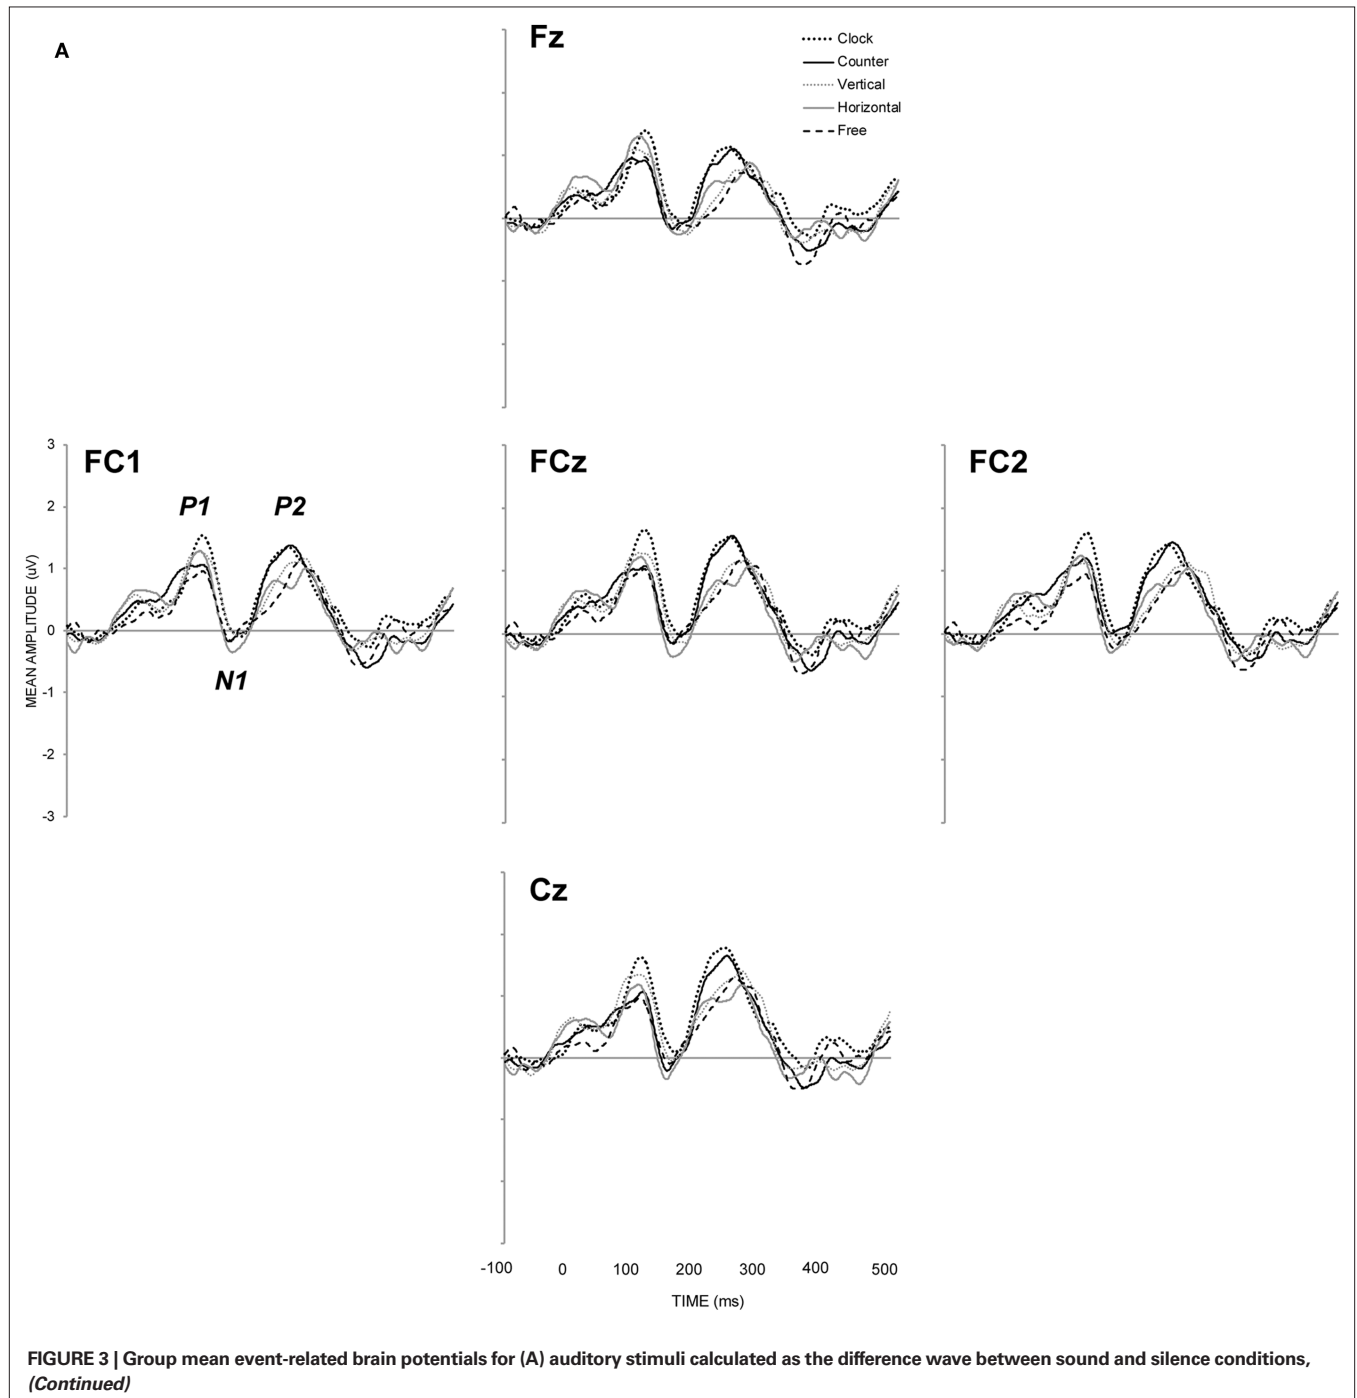 A
Fz
Clock
Counter
Vertical
Horizontal
Free
FC1
FCz
FC2
P1
P2
N1
MEAN AMPLITUDE (uV)
3
2
1
0
-1
-2
-3
Cz
-100 0 100 200 300 400 500
TIME (ms)
FIGURE 3 | Group mean event-related brain potentials for (A) auditory stimuli calculated as the difference wave between sound and silence conditions,
(Continued)